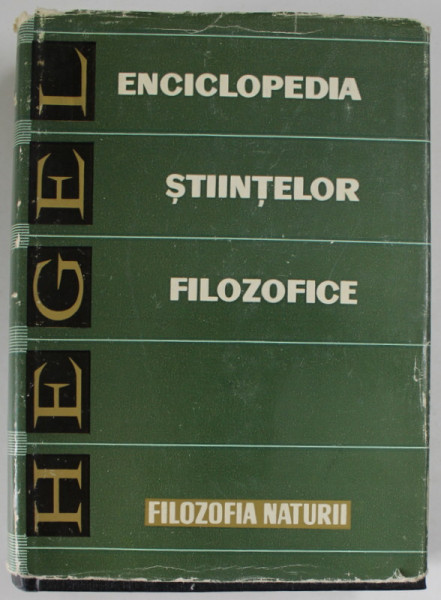 HEGEL
ENCICLOPEDIA
ȘTIINȚELOR
FILOZOFICE
FILOZOFIA NATURII